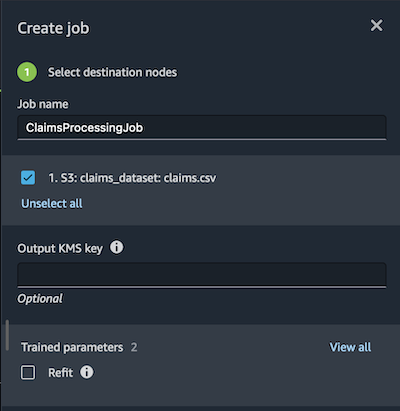 Create job
1 Select destination nodes
Job name
ClaimsProcessingJob
1. S3: claims_dataset: claims.csv
Unselect all
Output KMS key
Optional
Trained parameters 2 View all
Refit